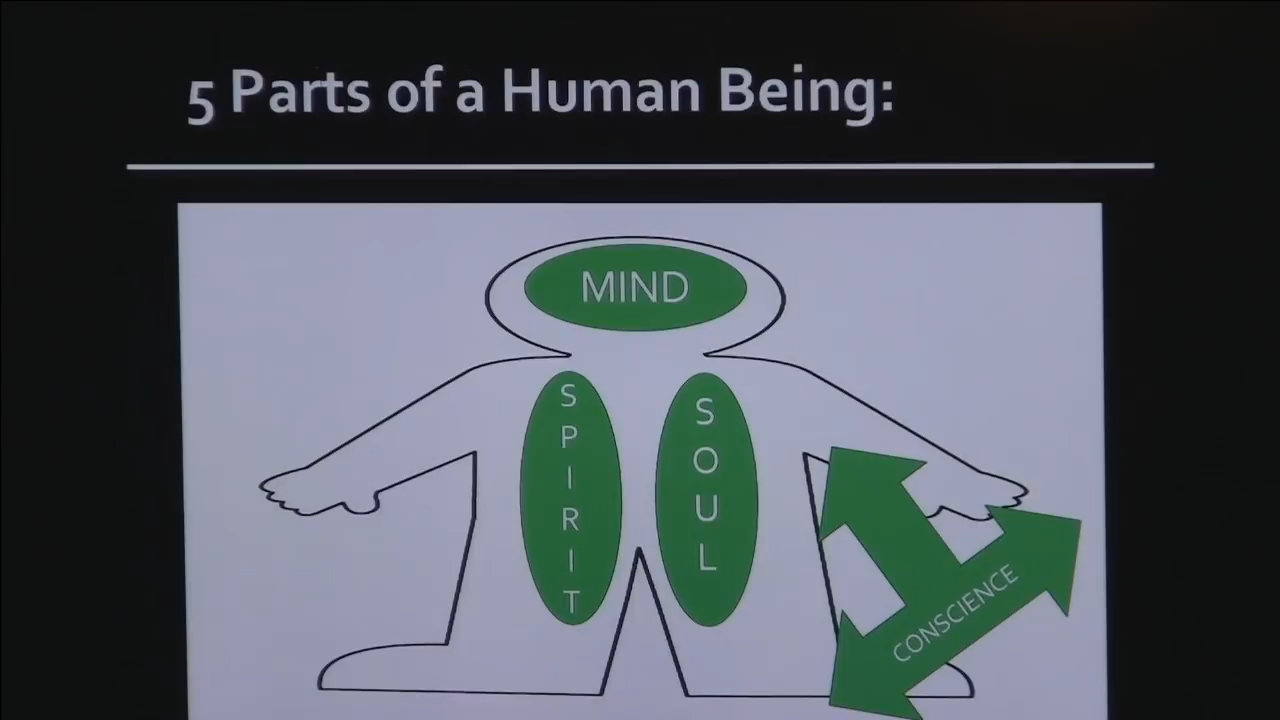 5 Parts of a Human Being:
MIND
SPIRIT
SOUL
CONSCIENCE